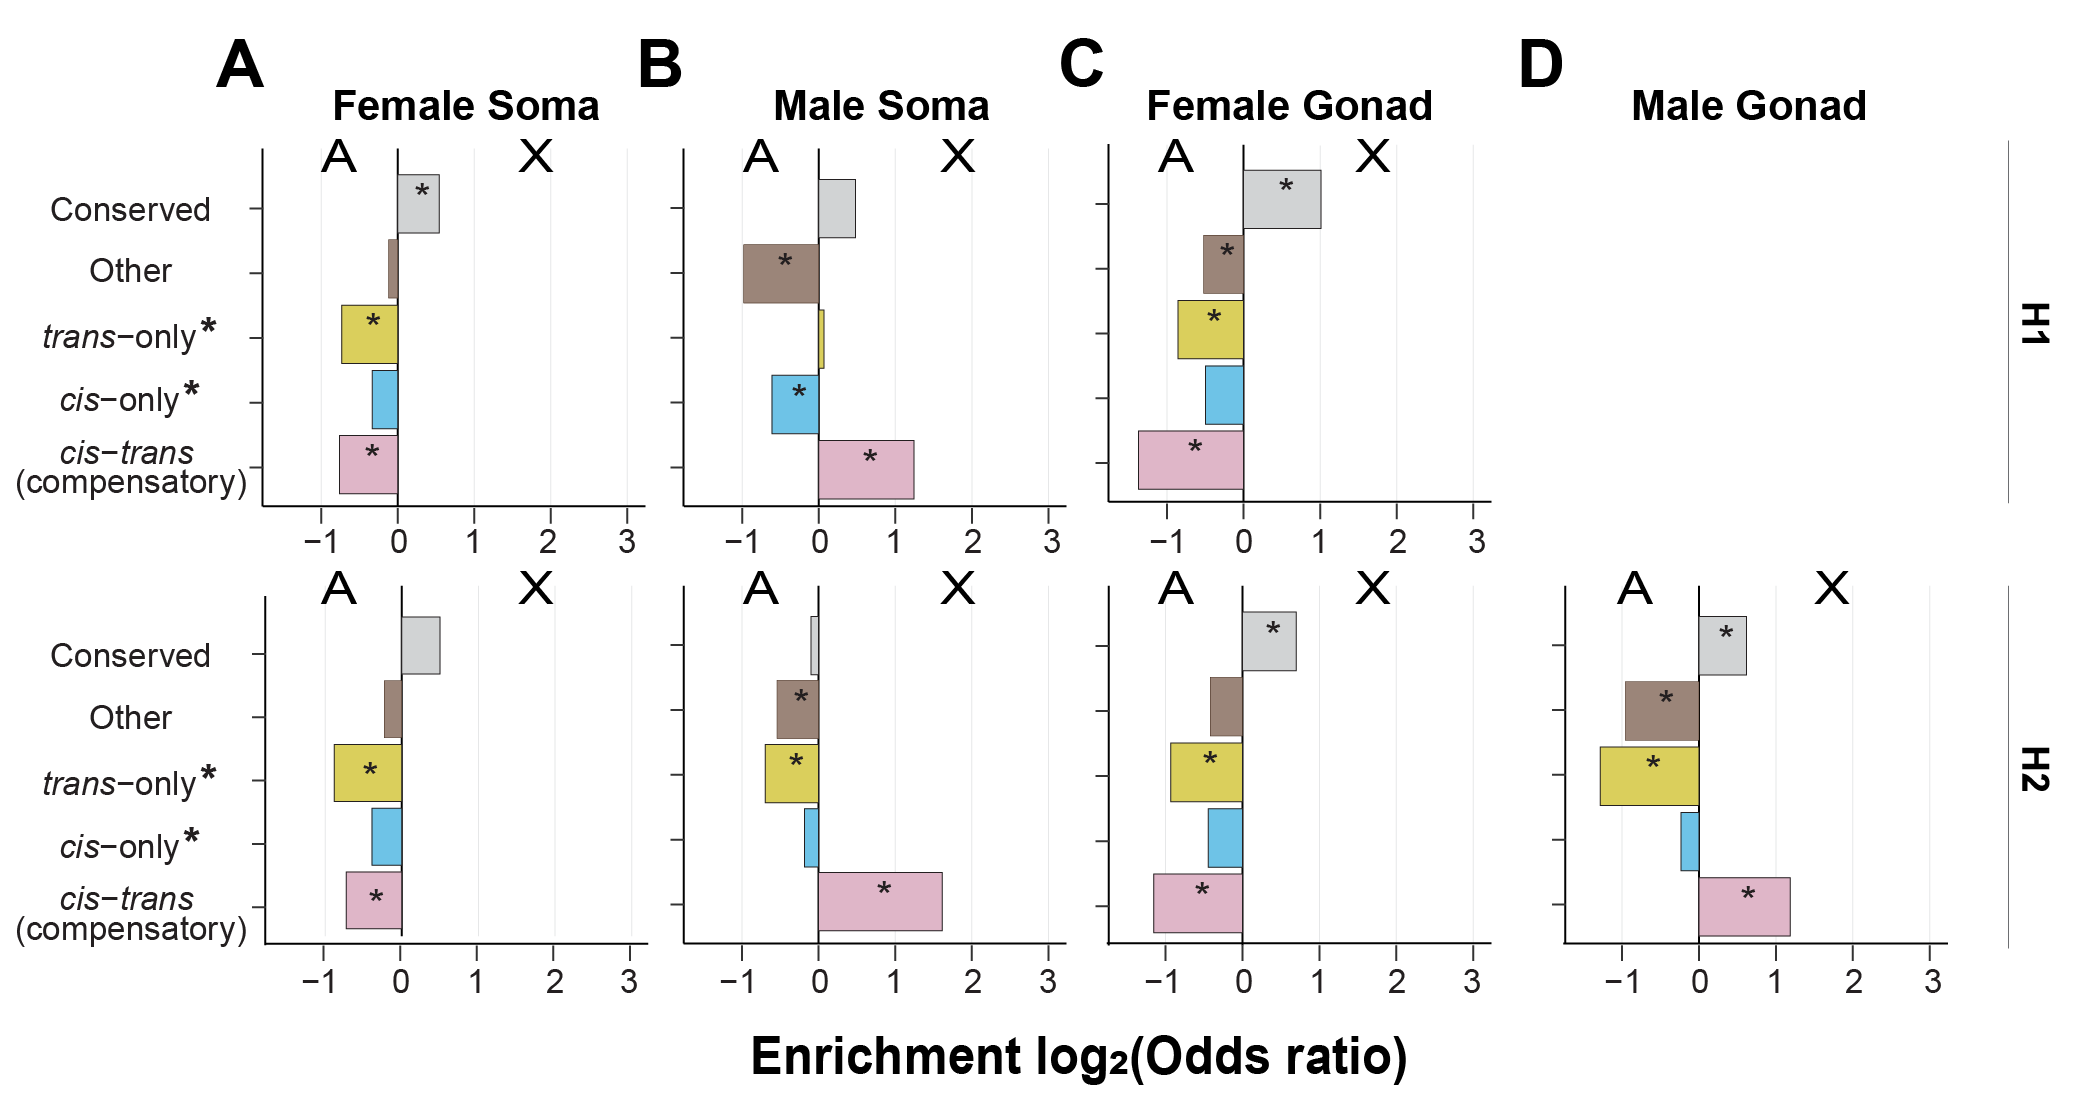 A B C D
Female Soma Male Soma Female Gonad Male Gonad
A X A X A X
Conserved * *
Other * *
trans−only* * *
cis−only* *
cis-trans * * *
(compensatory)
H1
−1 0 1 2 3 −1 0 1 2 3 −1 0 1 2 3
A X A X A X A X
Conserved * *
Other * *
trans−only* * * * *
cis−only*
cis-trans * * * *
(compensatory)
H2
−1 0 1 2 3 −1 0 1 2 3 −1 0 1 2 3 −1 0 1 2 3
Enrichment log₂(Odds ratio)